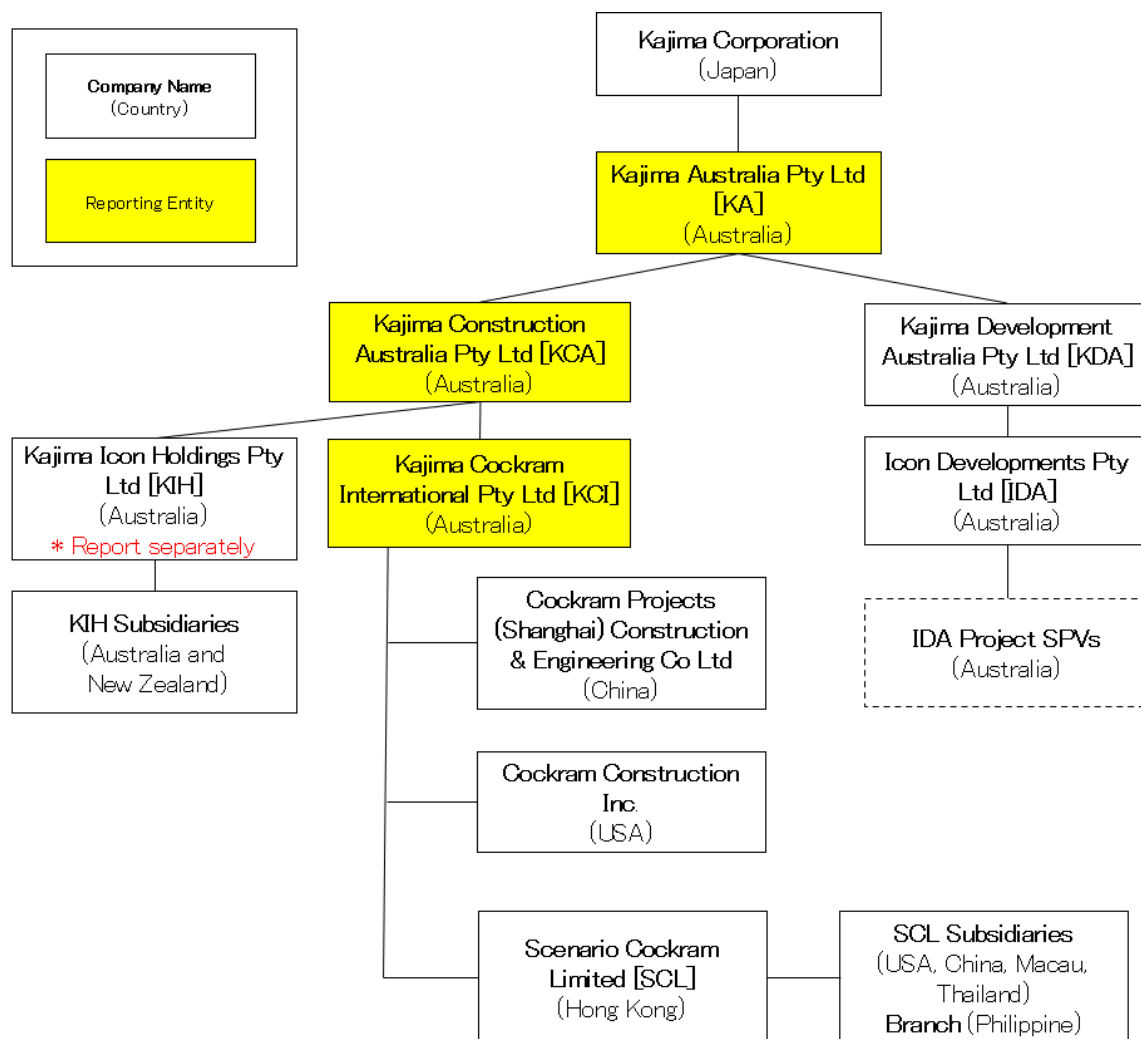 Company Name
(Country)
Reporting Entity
Kajima Corporation
(Japan)
Kajima Australia Pty Ltd
[KA]
(Australia)
Kajima Construction
Australia Pty Ltd [KCA]
(Australia)
Kajima Development
Australia Pty Ltd [KDA]
(Australia)
Kajima Icon Holdings Pty
Ltd [KIH]
(Australia)
* Report separately
Kajima Cockram
International Pty Ltd [KCI]
(Australia)
Icon Developments Pty
Ltd [IDA]
(Australia)
KIH Subsidiaries
(Australia and
New Zealand)
Cockram Projects
(Shanghai) Construction
& Engineering Co Ltd
(China)
IDA Project SPVs
(Australia)
Cockram Construction
Inc.
(USA)
Scenario Cockram
Limited [SCL]
(Hong Kong)
SCL Subsidiaries
(USA, China, Macau,
Thailand)
Branch (Philippine)